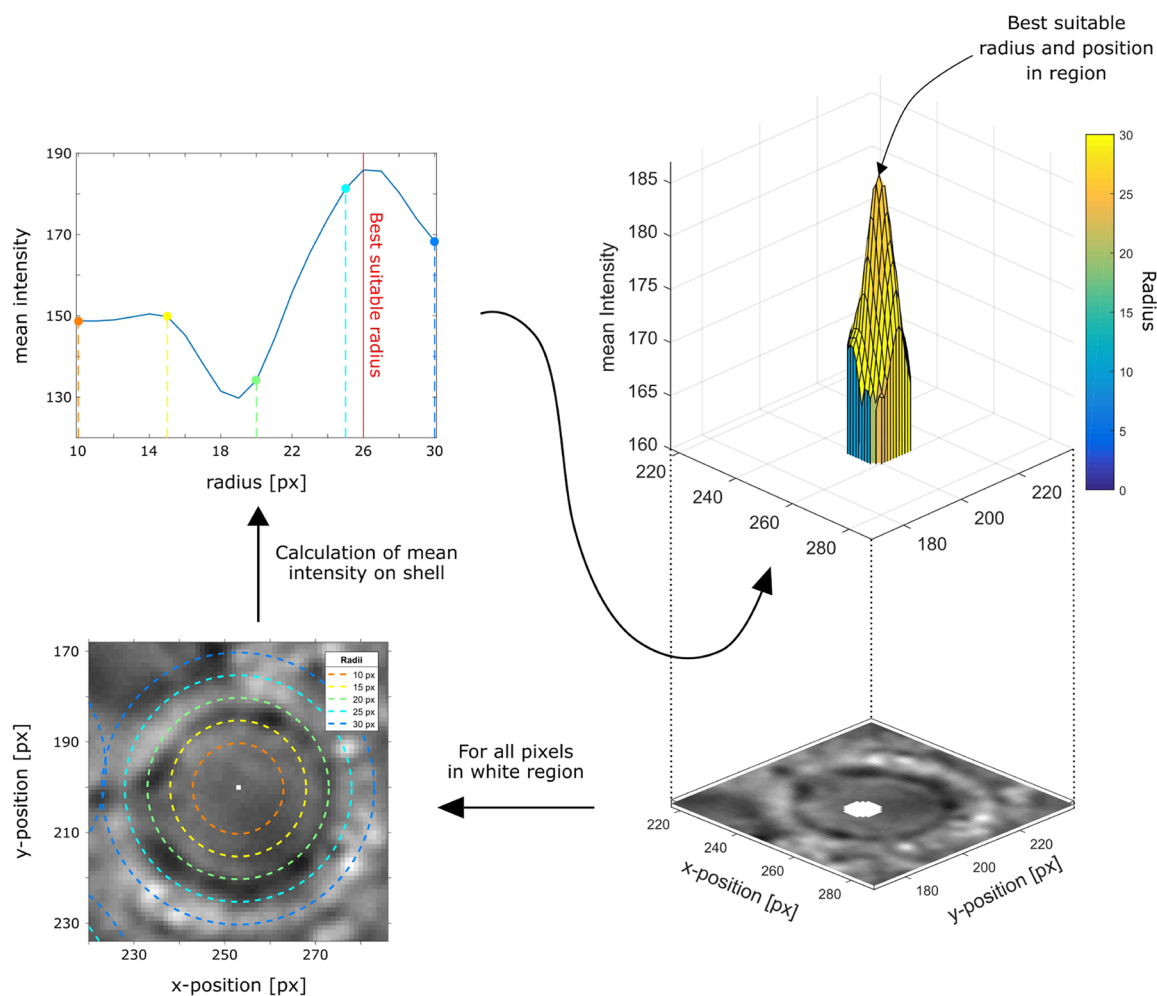 Best suitable
radius and position
in region
190
170
150
130
mean intensity
10
14
18
22
26
30
radius [px]
Best suitable radius
185
180
175
170
165
160
mean Intensity
220
240
260
280
180
200
220
30
25
20
15
10
5
0
Radius
Calculation of mean
intensity on shell
170
190
210
230
y-position [px]
230
250
270
x-position [px]
Radii
10 px
15 px
20 px
25 px
30 px
For all pixels
in white region
220
240
260
280
x-position [px]
180
200
220
y-position [px]